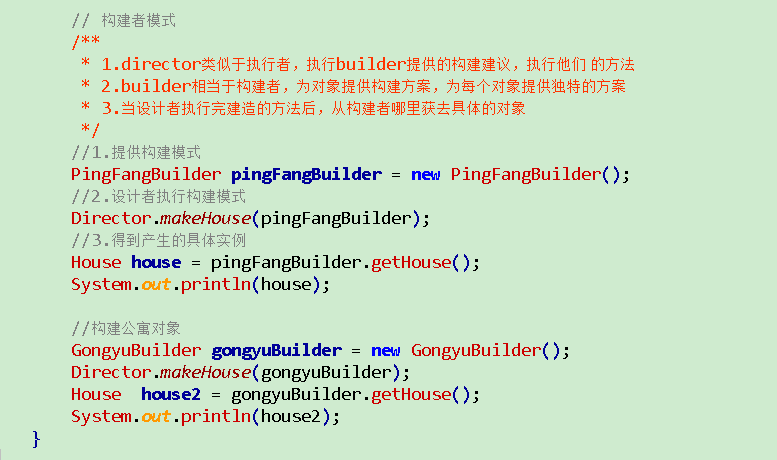 // 构建者模式
/**
* 1.director类似于执行者，执行builder提供的构建建议，执行他们 的方法
* 2.builder相当于构建者，为对象提供构建方案，为每个对象提供独特的方案
* 3.当设计者执行完建造的方法后，从构建者哪里获去具体的对象
*/
//1.提供构建模式
PingFangBuilder pingFangBuilder = new PingFangBuilder();
//2.设计者执行构建模式
Director.makeHouse(pingFangBuilder);
//3.得到产生的具体实例
House house = pingFangBuilder.getHouse();
System.out.println(house);
//构建公寓对象
GongyuBuilder gongyuBuilder = new GongyuBuilder();
Director.makeHouse(gongyuBuilder);
House  house2 = gongyuBuilder.getHouse();
System.out.println(house2);
}